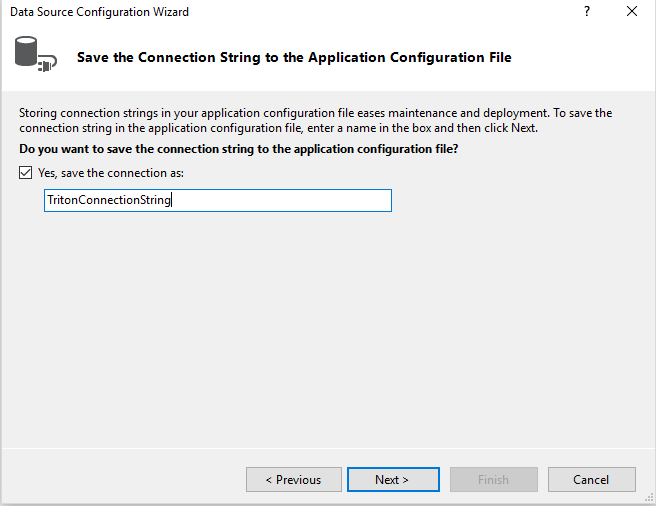 Data Source Configuration Wizard
?
Save the Connection String to the Application Configuration File
Storing connection strings in your application configuration file eases maintenance and deployment. To save the
connection string in the application configuration file, enter a name in the box and then click Next.
Do you want to save the connection string to the application configuration file?
Yes, save the connection as:
TritonConnectionString
< Previous
Next >
Finish
Cancel